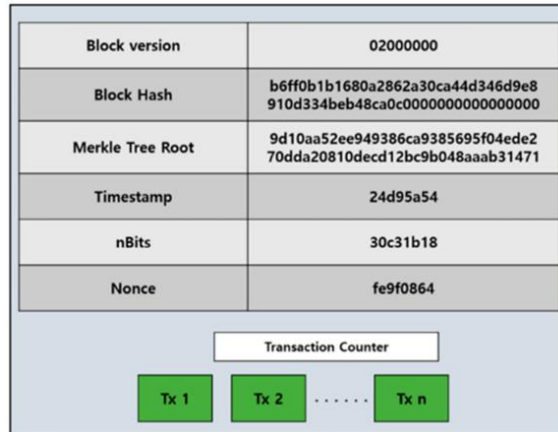 Block version 02000000
Block Hash b6ff0b1b1680a2862a30ca44d346d9e8
910d334beb48ca0c0000000000000000
Merkle Tree Root 9d10aa52ee949386ca9385695f04ede2
70dda20810decd12bc9b048aaab31471
Timestamp 24d95a54
nBits 30c31b18
Nonce fe9f0864
Transaction Counter
Tx 1 Tx 2 ...... Tx n